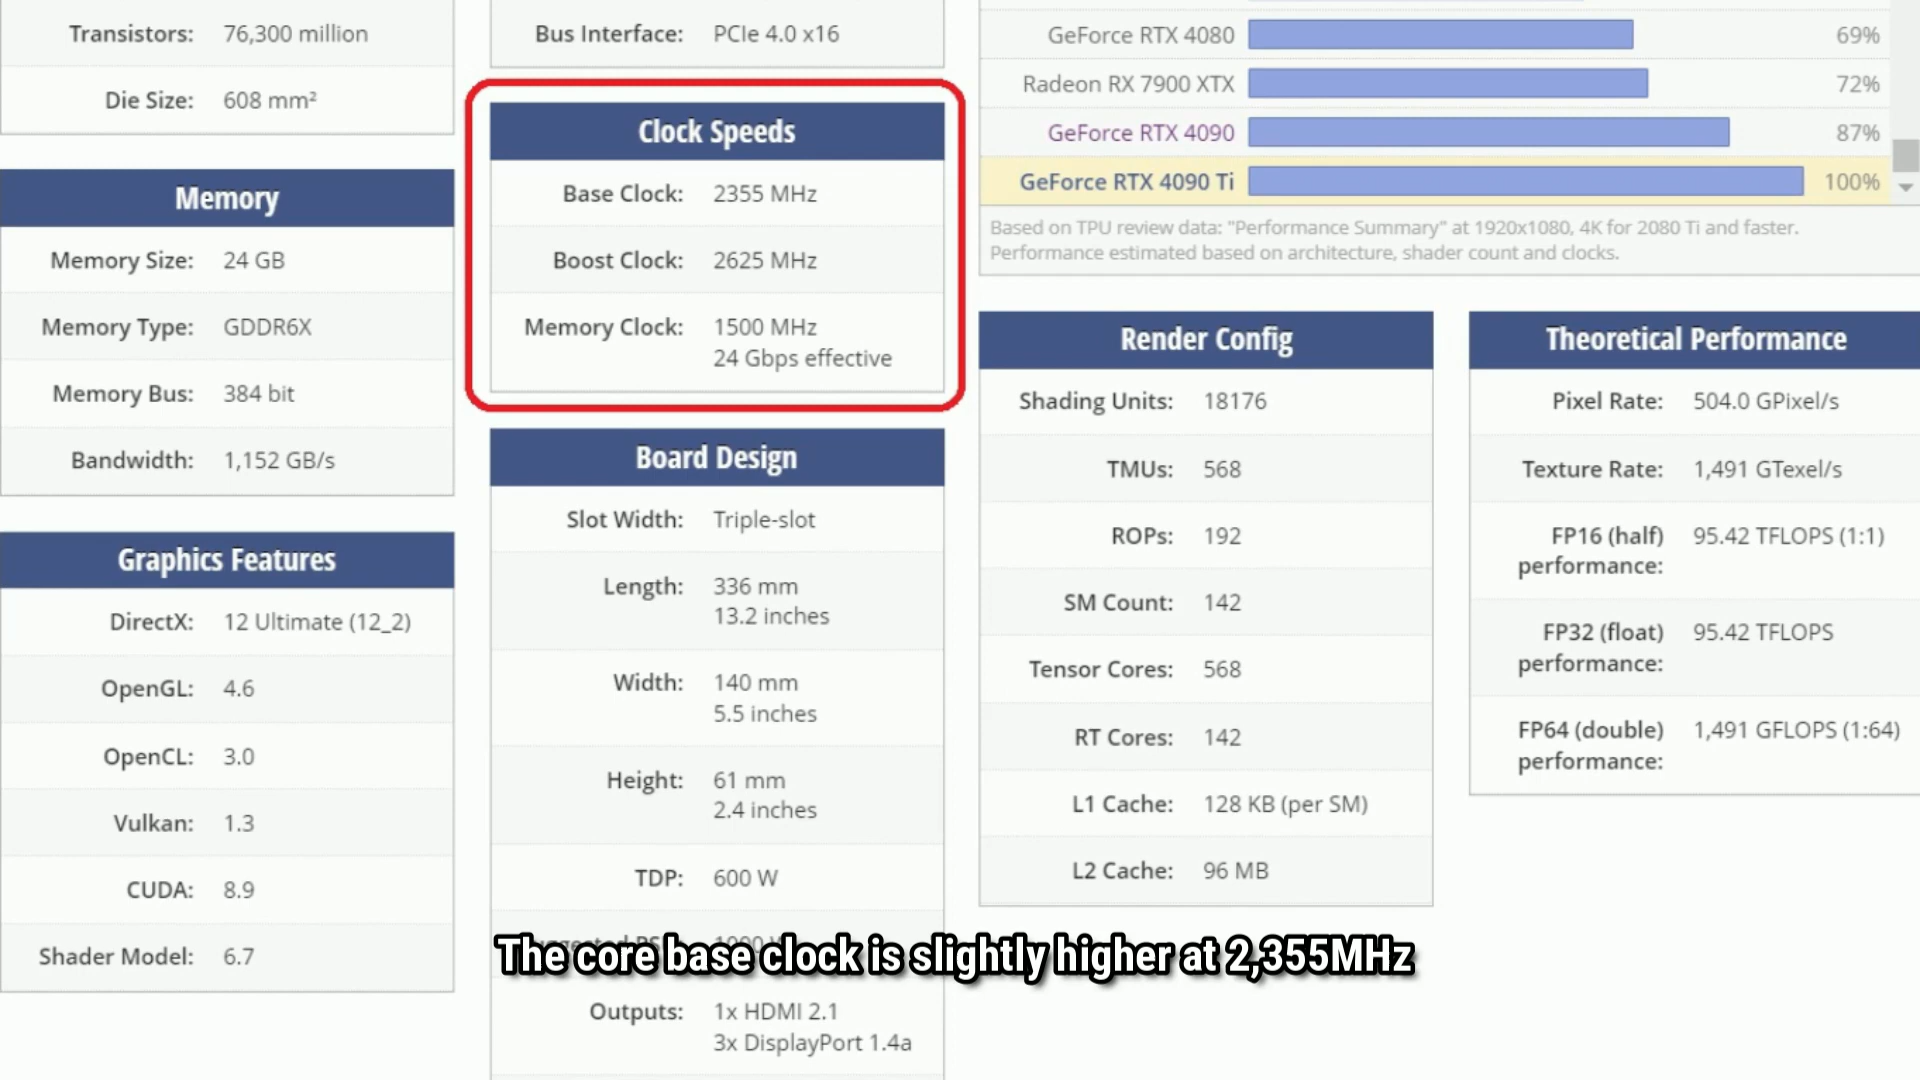 Transistors: 76,300 million
Die Size: 608 mm²
Memory
Memory Size: 24 GB
Memory Type: GDDR6X
Memory Bus: 384 bit
Bandwidth: 1,152 GB/s
Graphics Features
DirectX: 12 Ultimate (12_2)
OpenGL: 4.6
OpenCL: 3.0
Vulkan: 1.3
CUDA: 8.9
Shader Model: 6.7
Bus Interface: PCIe 4.0 x16
Clock Speeds
Base Clock: 2355 MHz
Boost Clock: 2625 MHz
Memory Clock: 1500 MHz
24 Gbps effective
Board Design
Slot Width: Triple-slot
Length: 336 mm
13.2 inches
Width: 140 mm
5.5 inches
Height: 61 mm
2.4 inches
TDP: 600 W
Outputs: 1x HDMI 2.1
3x DisplayPort 1.4a
GeForce RTX 4080 69%
Radeon RX 7900 XTX 72%
GeForce RTX 4090 87%
GeForce RTX 4090 Ti 100%
Based on TPU review data: "Performance Summary" at 1920x1080, 4K for 2080 Ti and faster.
Performance estimated based on architecture, shader count and clocks.
Render Config
Shading Units: 18176
TMUs: 568
ROPs: 192
SM Count: 142
Tensor Cores: 568
RT Cores: 142
L1 Cache: 128 KB (per SM)
L2 Cache: 96 MB
Theoretical Performance
Pixel Rate: 504.0 GPixel/s
Texture Rate: 1,491 GTexel/s
FP16 (half) 95.42 TFLOPS (1:1)
performance:
FP32 (float) 95.42 TFLOPS
performance:
FP64 (double) 1,491 GFLOPS (1:64)
performance:
The core base clock is slightly higher at 2,355MHz